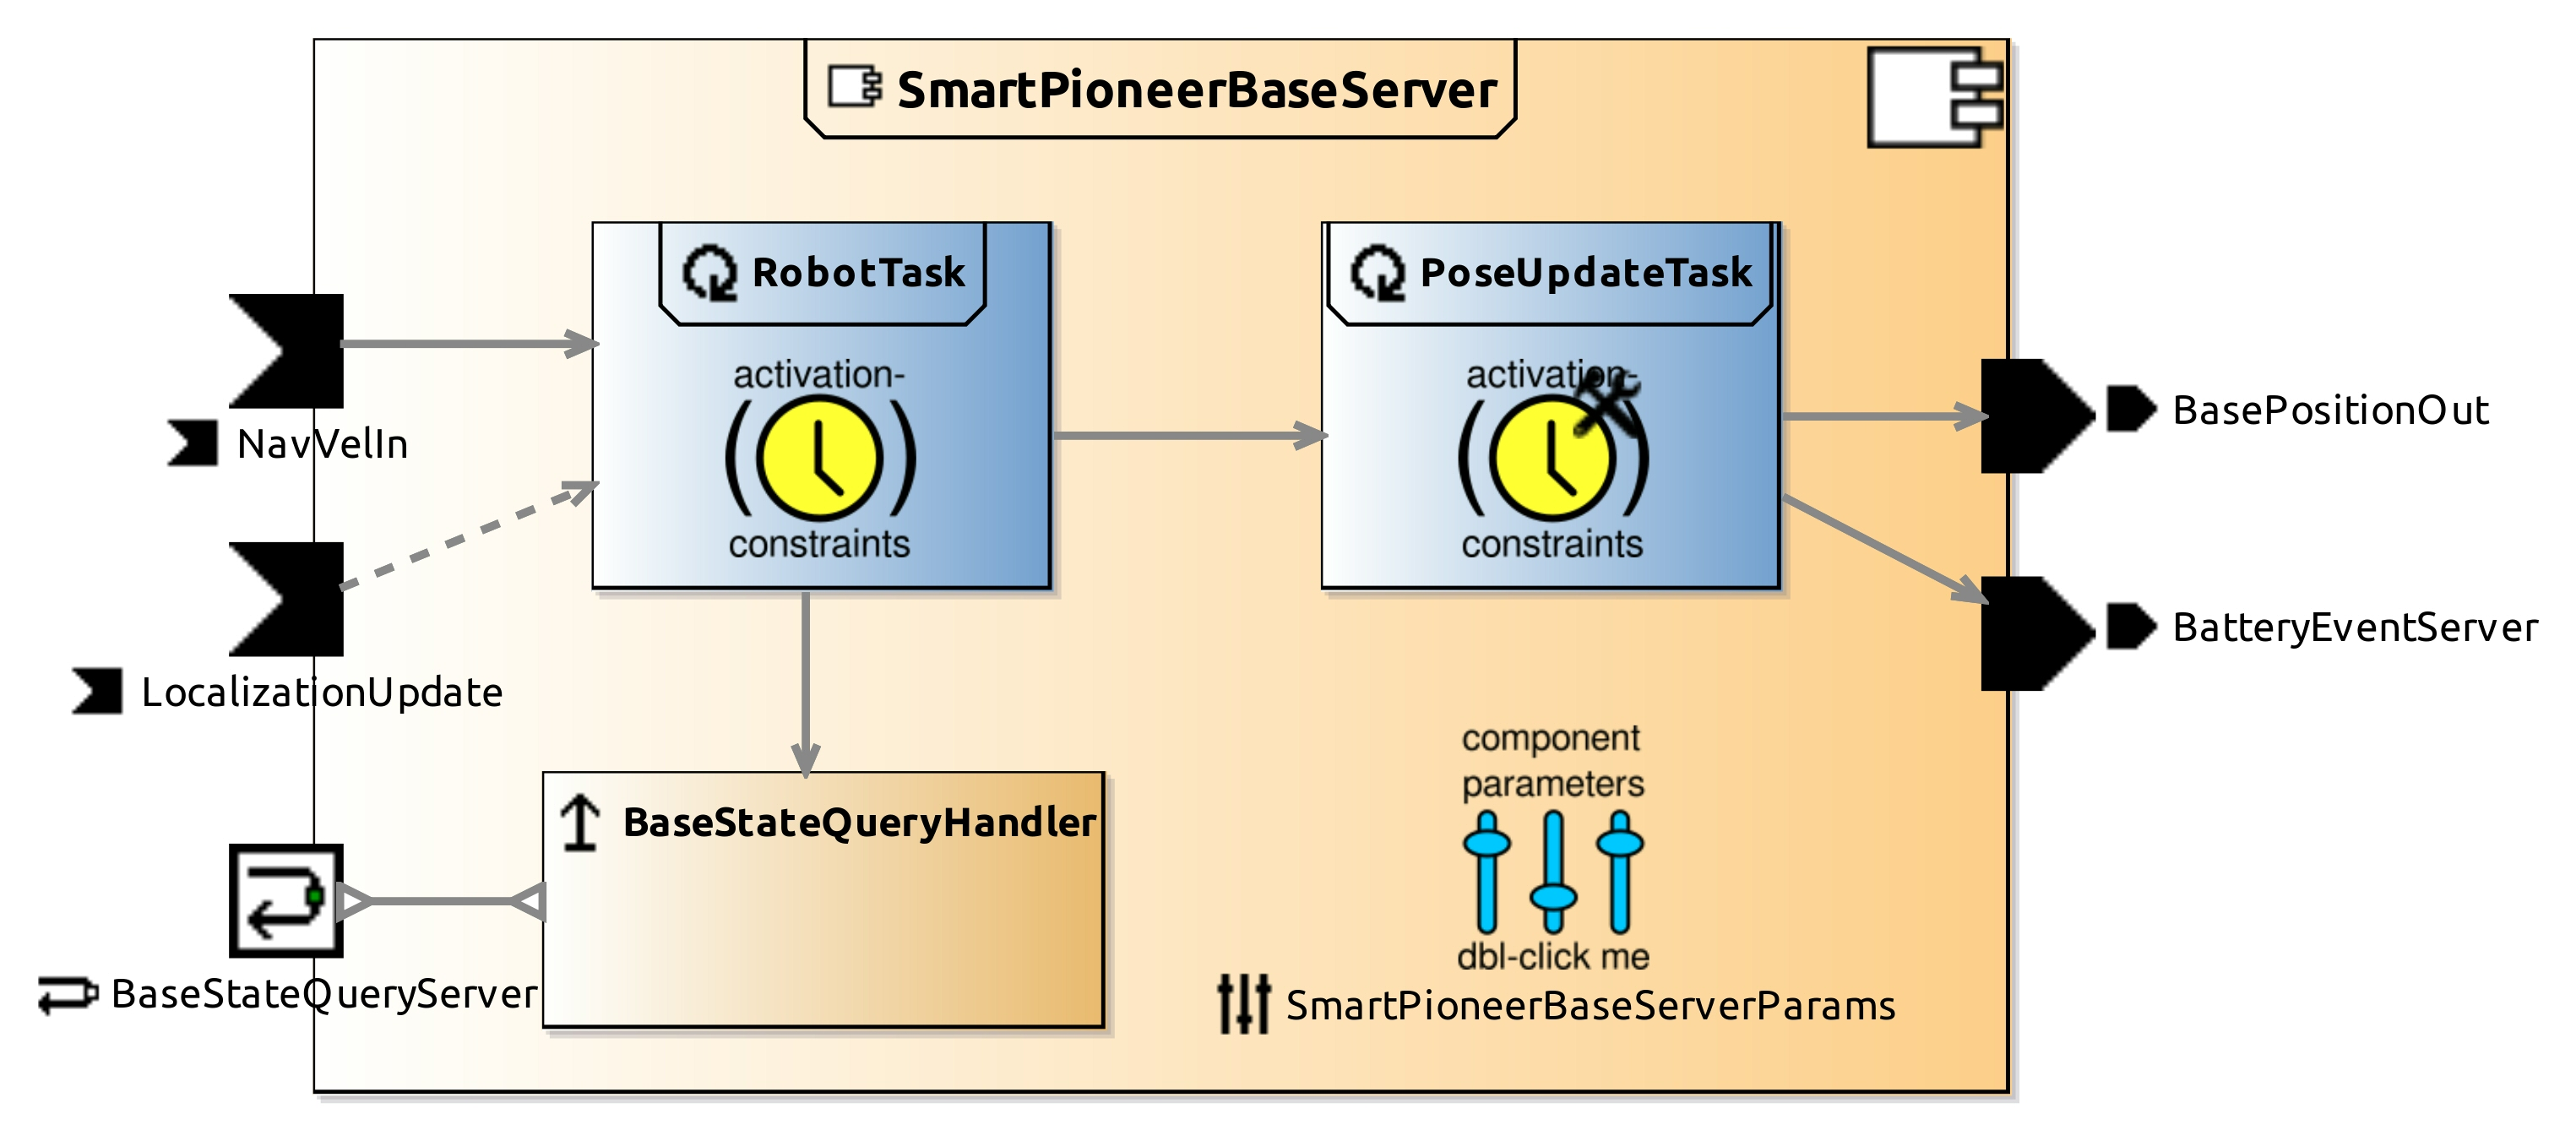 SmartPioneerBaseServer
RobotTask
activation-
constraints
PoseUpdateTask
activation-
constraints
NavVelIn
LocalizationUpdate
BasePositionOut
BatteryEventServer
BaseStateQueryHandler
BaseStateQueryServer
component
parameters
dbl-click me
SmartPioneerBaseServerParams